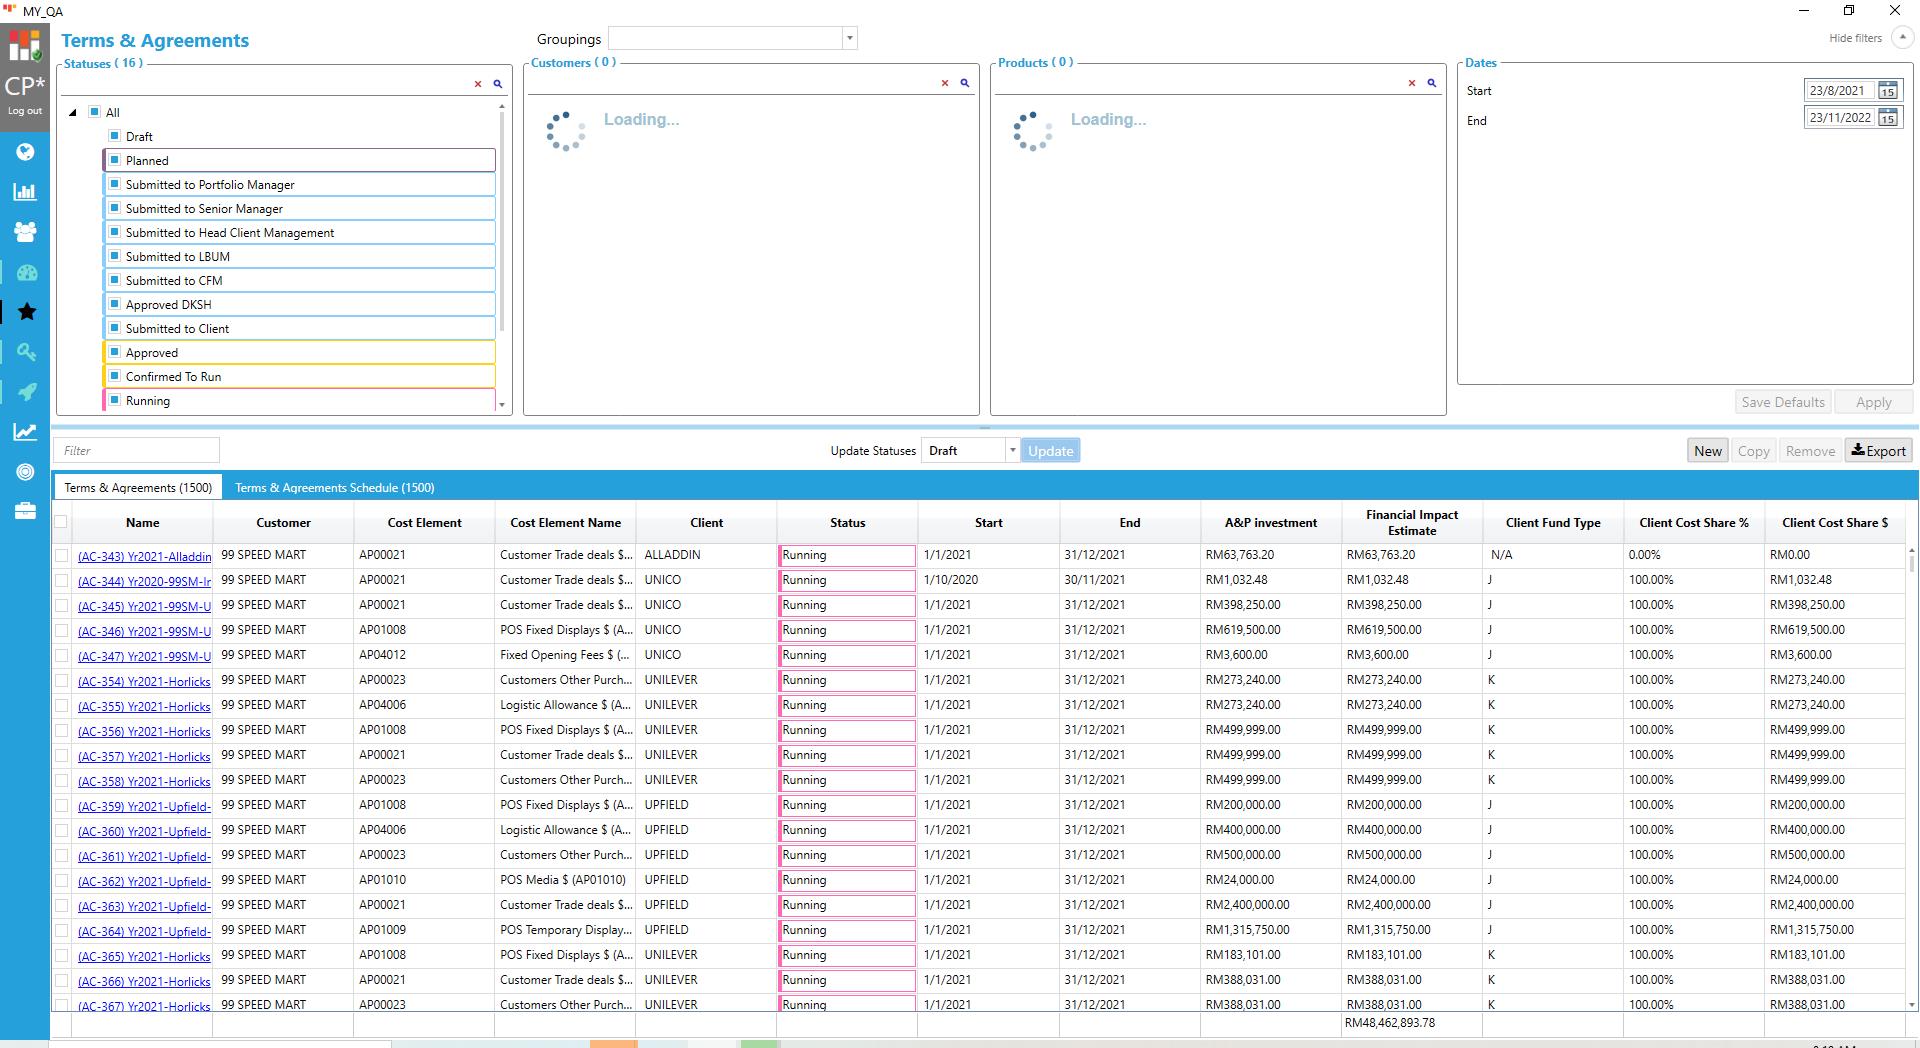 MY_QA
CP*
Log out
Terms & Agreements
Groupings
Hide filters
Statuses ( 16 )
All
Draft
Planned
Submitted to Portfolio Manager
Submitted to Senior Manager
Submitted to Head Client Management
Submitted to LBUM
Submitted to CFM
Approved DKSH
Submitted to Client
Approved
Confirmed To Run
Running
Customers ( 0 )
Loading...
Products ( 0 )
Loading...
Dates
Start 23/8/2021 15
End 23/11/2022 15
Save Defaults Apply
Filter Update Statuses Draft Update New Copy Remove Export
Terms & Agreements (1500) Terms & Agreements Schedule (1500)
Name Customer Cost Element Cost Element Name Client Status Start End A&P investment Financial Impact Estimate Client Fund Type Client Cost Share % Client Cost Share $
(AC-343) Yr2021-Alladdin 99 SPEED MART AP00021 Customer Trade deals $... ALLADDIN Running 1/1/2021 31/12/2021 RM63,763.20 RM63,763.20 N/A 0.00% RM0.00
(AC-344) Yr2020-99SM-Ir 99 SPEED MART AP00021 Customer Trade deals $... UNICO Running 1/10/2020 30/11/2021 RM1,032.48 RM1,032.48 J 100.00% RM1,032.48
(AC-345) Yr2021-99SM-U 99 SPEED MART AP00021 Customer Trade deals $... UNICO Running 1/1/2021 31/12/2021 RM398,250.00 RM398,250.00 J 100.00% RM398,250.00
(AC-346) Yr2021-99SM-U 99 SPEED MART AP01008 POS Fixed Displays $ (A... UNICO Running 1/1/2021 31/12/2021 RM619,500.00 RM619,500.00 J 100.00% RM619,500.00
(AC-347) Yr2021-99SM-U 99 SPEED MART AP04012 Fixed Opening Fees $ (... UNICO Running 1/1/2021 31/12/2021 RM3,600.00 RM3,600.00 J 100.00% RM3,600.00
(AC-354) Yr2021-Horlicks 99 SPEED MART AP00023 Customers Other Purch... UNILEVER Running 1/1/2021 31/12/2021 RM273,240.00 RM273,240.00 K 100.00% RM273,240.00
(AC-355) Yr2021-Horlicks 99 SPEED MART AP04006 Logistic Allowance $ (A... UNILEVER Running 1/1/2021 31/12/2021 RM273,240.00 RM273,240.00 K 100.00% RM273,240.00
(AC-356) Yr2021-Horlicks 99 SPEED MART AP01008 POS Fixed Displays $ (A... UNILEVER Running 1/1/2021 31/12/2021 RM499,999.00 RM499,999.00 K 100.00% RM499,999.00
(AC-357) Yr2021-Horlicks 99 SPEED MART AP00021 Customer Trade deals $... UNILEVER Running 1/1/2021 31/12/2021 RM499,999.00 RM499,999.00 K 100.00% RM499,999.00
(AC-358) Yr2021-Horlicks 99 SPEED MART AP00023 Customers Other Purch... UNILEVER Running 1/1/2021 31/12/2021 RM499,999.00 RM499,999.00 K 100.00% RM499,999.00
(AC-359) Yr2021-Upfield- 99 SPEED MART AP01008 POS Fixed Displays $ (A... UPFIELD Running 1/1/2021 31/12/2021 RM200,000.00 RM200,000.00 J 100.00% RM200,000.00
(AC-360) Yr2021-Upfield- 99 SPEED MART AP04006 Logistic Allowance $ (A... UPFIELD Running 1/1/2021 31/12/2021 RM400,000.00 RM400,000.00 J 100.00% RM400,000.00
(AC-361) Yr2021-Upfield- 99 SPEED MART AP00023 Customers Other Purch... UPFIELD Running 1/1/2021 31/12/2021 RM500,000.00 RM500,000.00 J 100.00% RM500,000.00
(AC-362) Yr2021-Upfield- 99 SPEED MART AP01010 POS Media $ (AP01010) UPFIELD Running 1/1/2021 31/12/2021 RM24,000.00 RM24,000.00 J 100.00% RM24,000.00
(AC-363) Yr2021-Upfield- 99 SPEED MART AP00021 Customer Trade deals $... UPFIELD Running 1/1/2021 31/12/2021 RM2,400,000.00 RM2,400,000.00 J 100.00% RM2,400,000.00
(AC-364) Yr2021-Upfield- 99 SPEED MART AP01009 POS Temporary Display... UPFIELD Running 1/1/2021 31/12/2021 RM1,315,750.00 RM1,315,750.00 J 100.00% RM1,315,750.00
(AC-365) Yr2021-Horlicks 99 SPEED MART AP01008 POS Fixed Displays $ (A... UNILEVER Running 1/1/2021 31/12/2021 RM183,101.00 RM183,101.00 K 100.00% RM183,101.00
(AC-366) Yr2021-Horlicks 99 SPEED MART AP00021 Customer Trade deals $... UNILEVER Running 1/1/2021 31/12/2021 RM388,031.00 RM388,031.00 K 100.00% RM388,031.00
(AC-367) Yr2021-Horlicks 99 SPEED MART AP00023 Customers Other Purch... UNILEVER Running 1/1/2021 31/12/2021 RM388,031.00 RM388,031.00 K 100.00% RM388,031.00
RM48,462,893.78